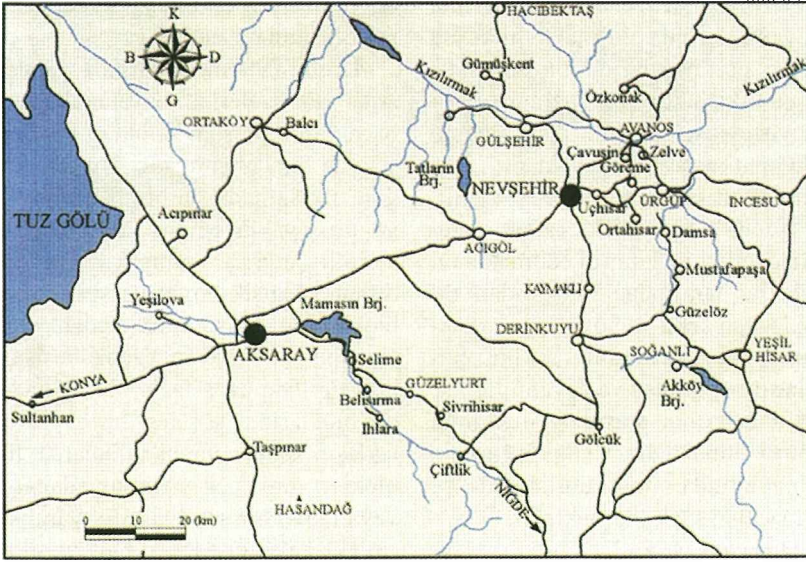 HACIBEKTAŞ
K
B
D
G
Gümüşkent
Kızılırmak
Kızılırmak
Özkonak
ORTAKÖY
Balcı
GÜLŞEHİR
AVANOS
Çavuşin
Zelve
Göreme
Tatların
Brj.
NEVŞEHİR
Uçhisar
ÜRGÜP
İNCESU
Ortahisar
TUZ GÖLÜ
Acıpınar
AÇIGÖL
Damsa
Mustafapaşa
KAYMAKLI
Yeşilova
Mamasın Brj.
Güzelöz
DERİNKUYU
AKSARAY
Selime
SOĞANLI
YEŞİL
HİSAR
KONYA
Sultanhan
GÜZELYURT
Akköy
Brj.
Belisırma
Sivrihisar
Ihlara
Gölcük
Taşpınar
Çiftlik
NİĞDE
HASANDAĞ
0 10 20 (km)